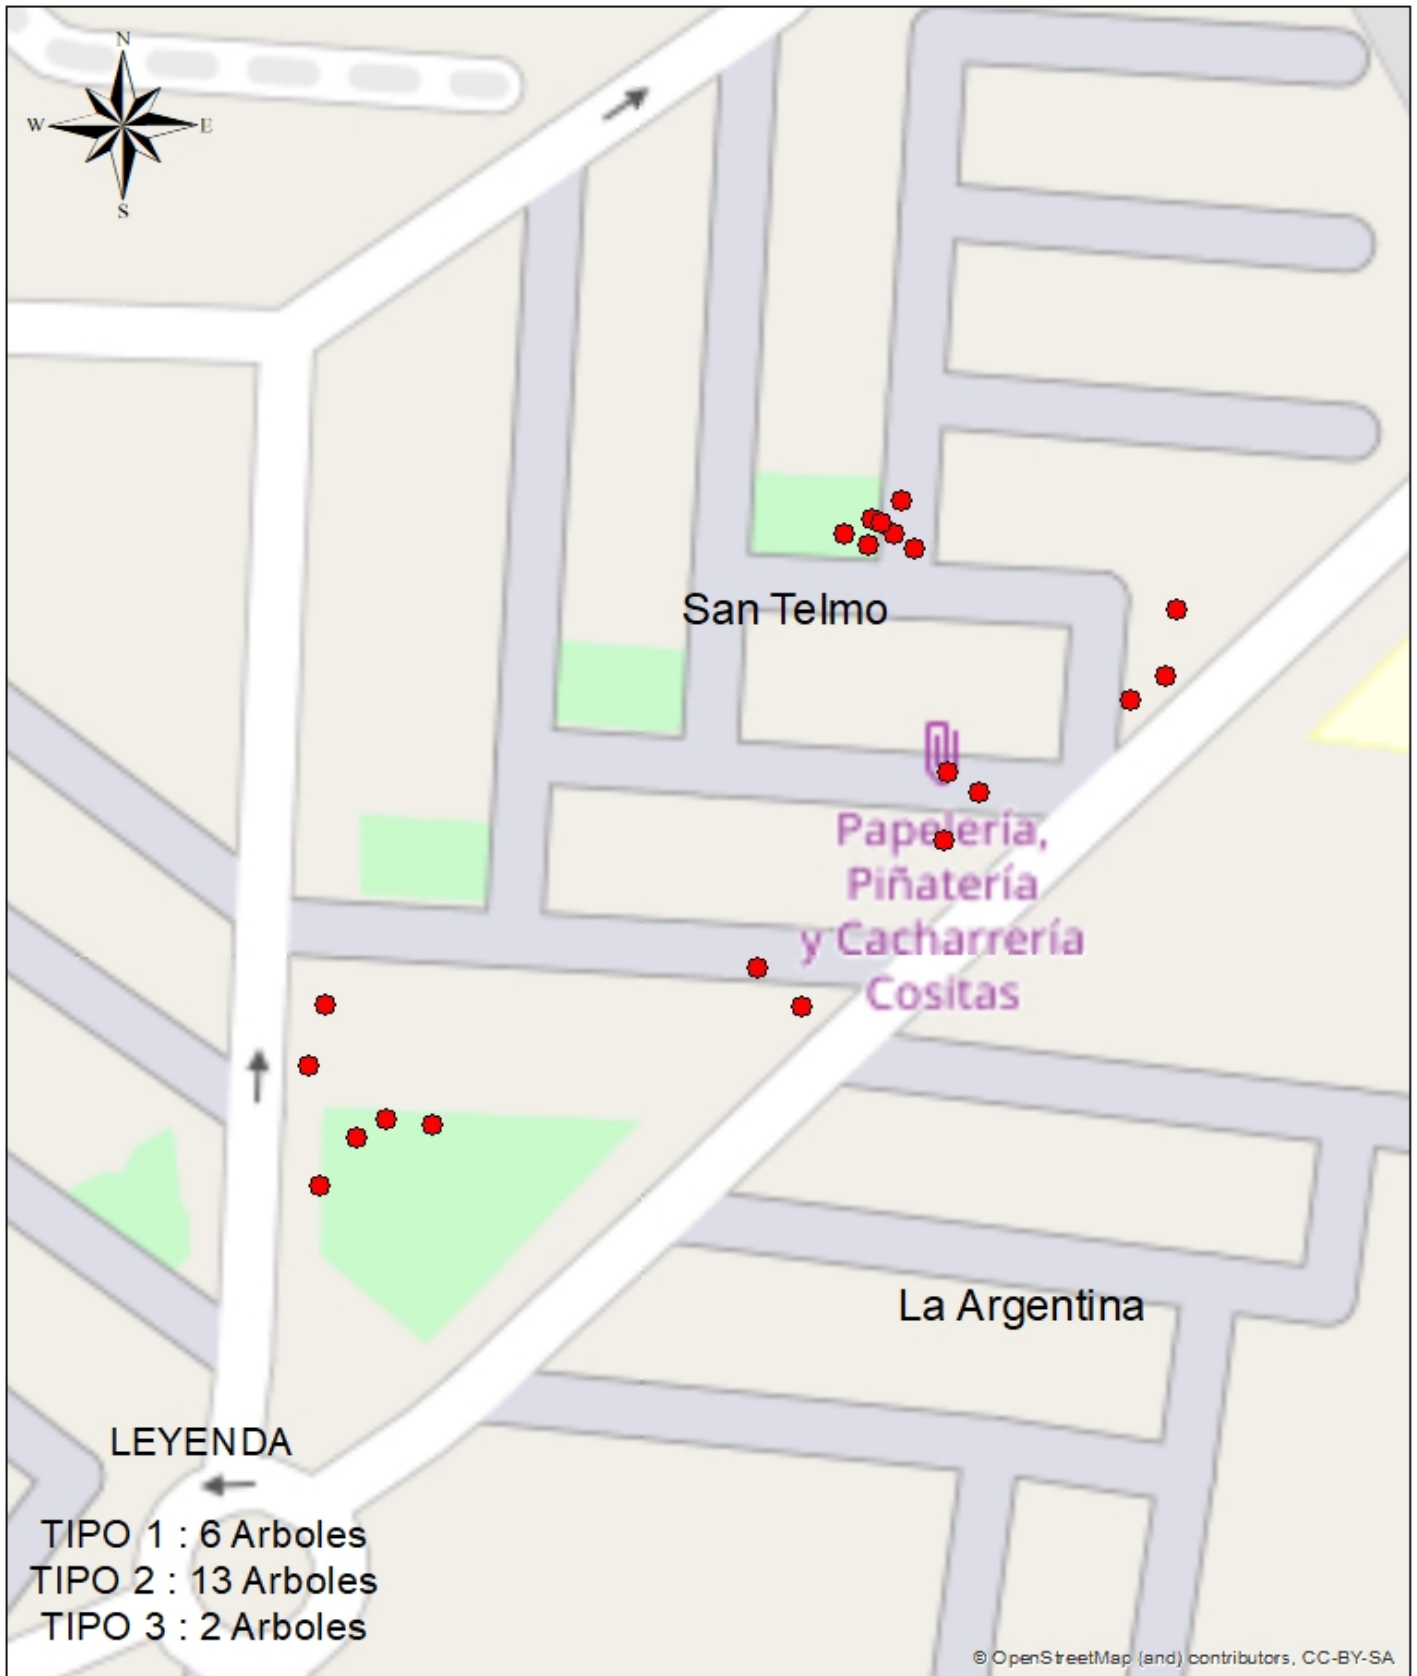 N
W
E
S
San Telmo
Papelería,
Piñatería
y Cacharrería
Cositas
La Argentina
LEYENDA
TIPO 1 : 6 Arboles
TIPO 2 : 13 Arboles
TIPO 3 : 2 Arboles
© OpenStreetMap (and) contributors, CC-BY-SA